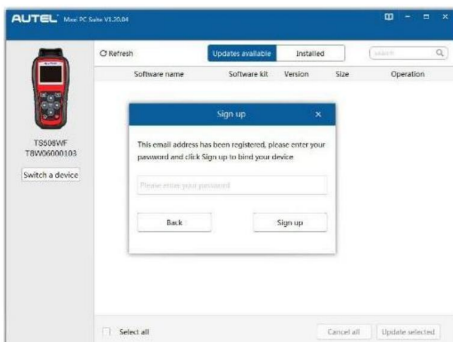 AUTEL Maxi PC Suite V1.20.04
Refresh
Updates available
Installed
search
Software name Software kit Version Size Operation
TS508WF
TBW06000103
Switch a device
Sign up
This email address has been registered, please enter your
password and click Sign up to bind your device
Please enter your password
Back
Sign up
Select all
Cancel all
Update selected